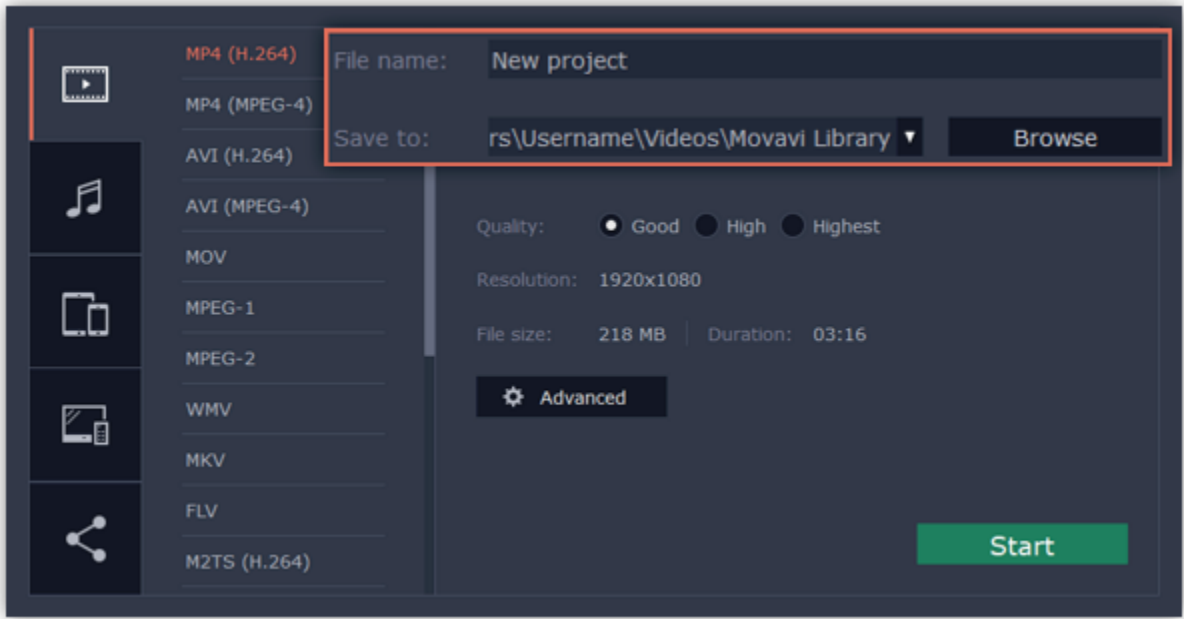 MP4 (H.264)
MP4 (MPEG-4)
AVI (H.264)
AVI (MPEG-4)
MOV
MPEG-1
MPEG-2
WMV
MKV
FLV
M2TS (H.264)
File name: New project
Save to: rs\Username\Videos\Movavi Library Browse
Quality: Good High Highest
Resolution: 1920x1080
File size: 218 MB Duration: 03:16
Advanced
Start